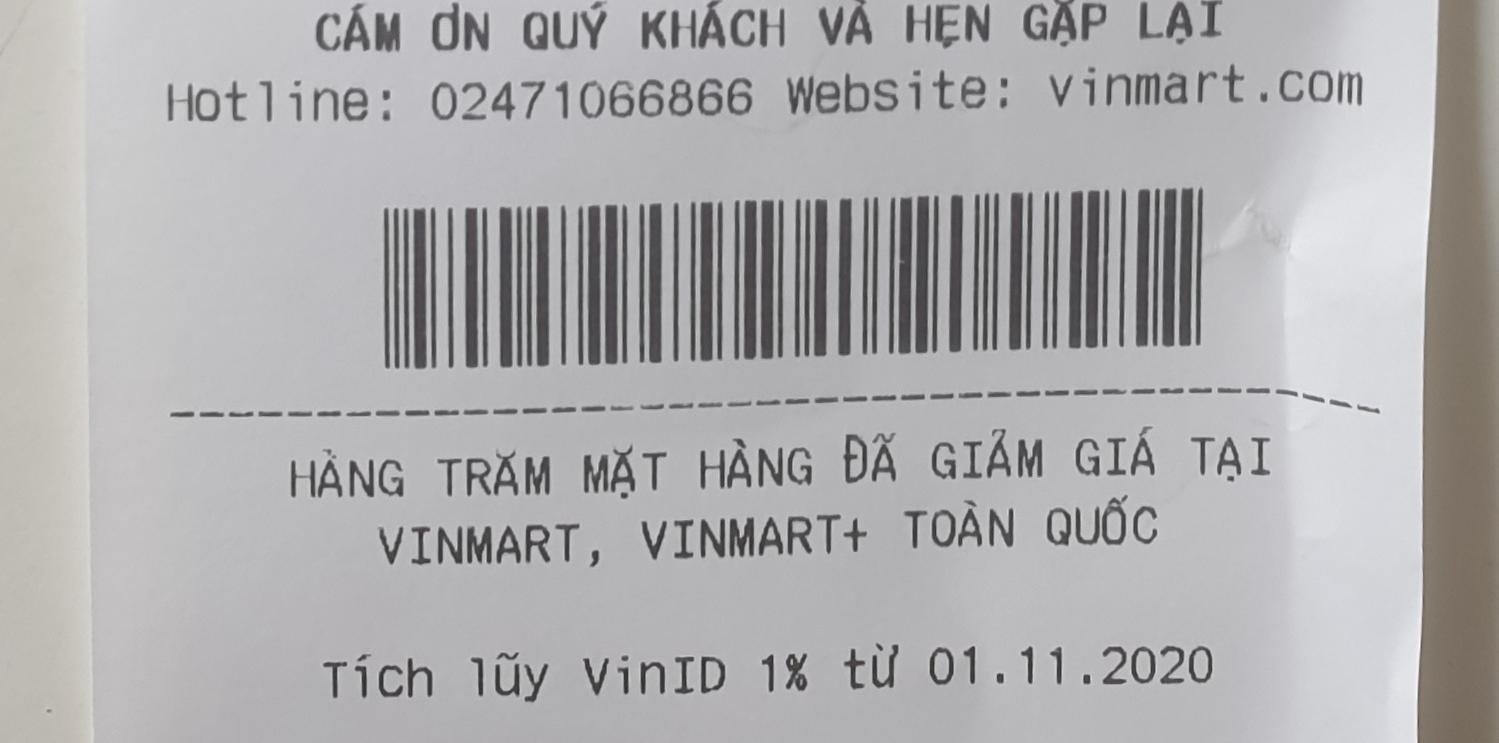 CÁM ƠN QUÝ KHÁCH VÀ HẸN GẶP LẠI
Hotline: 02471066866 Website: vinmart.com
HÀNG TRĂM MẶT HÀNG ĐÃ GIẢM GIÁ TẠI
VINMART, VINMART+ TOÀN QUỐC
Tích lũy VinID 1% từ 01.11.2020